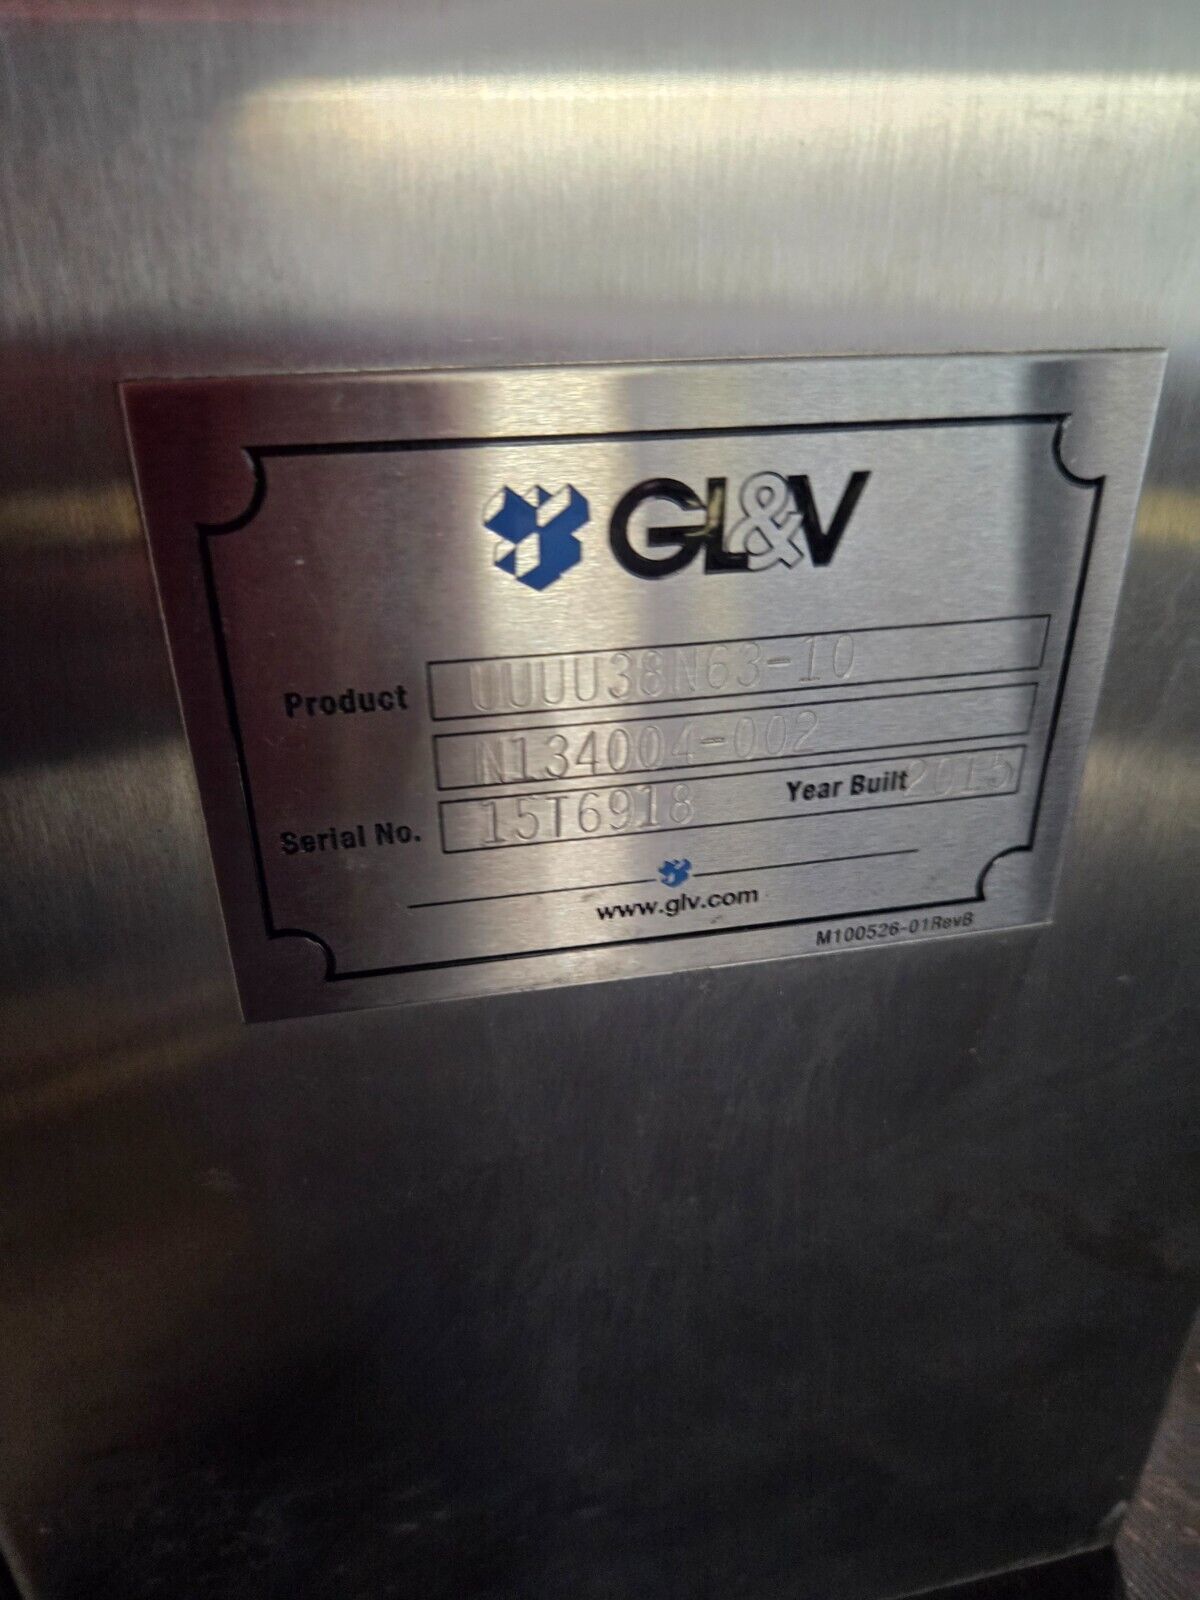 GL&V
Product UUUU38N63-10
N134004-002
Serial No. 15T6918 Year Built 2015
www.glv.com
M100526-01RevB